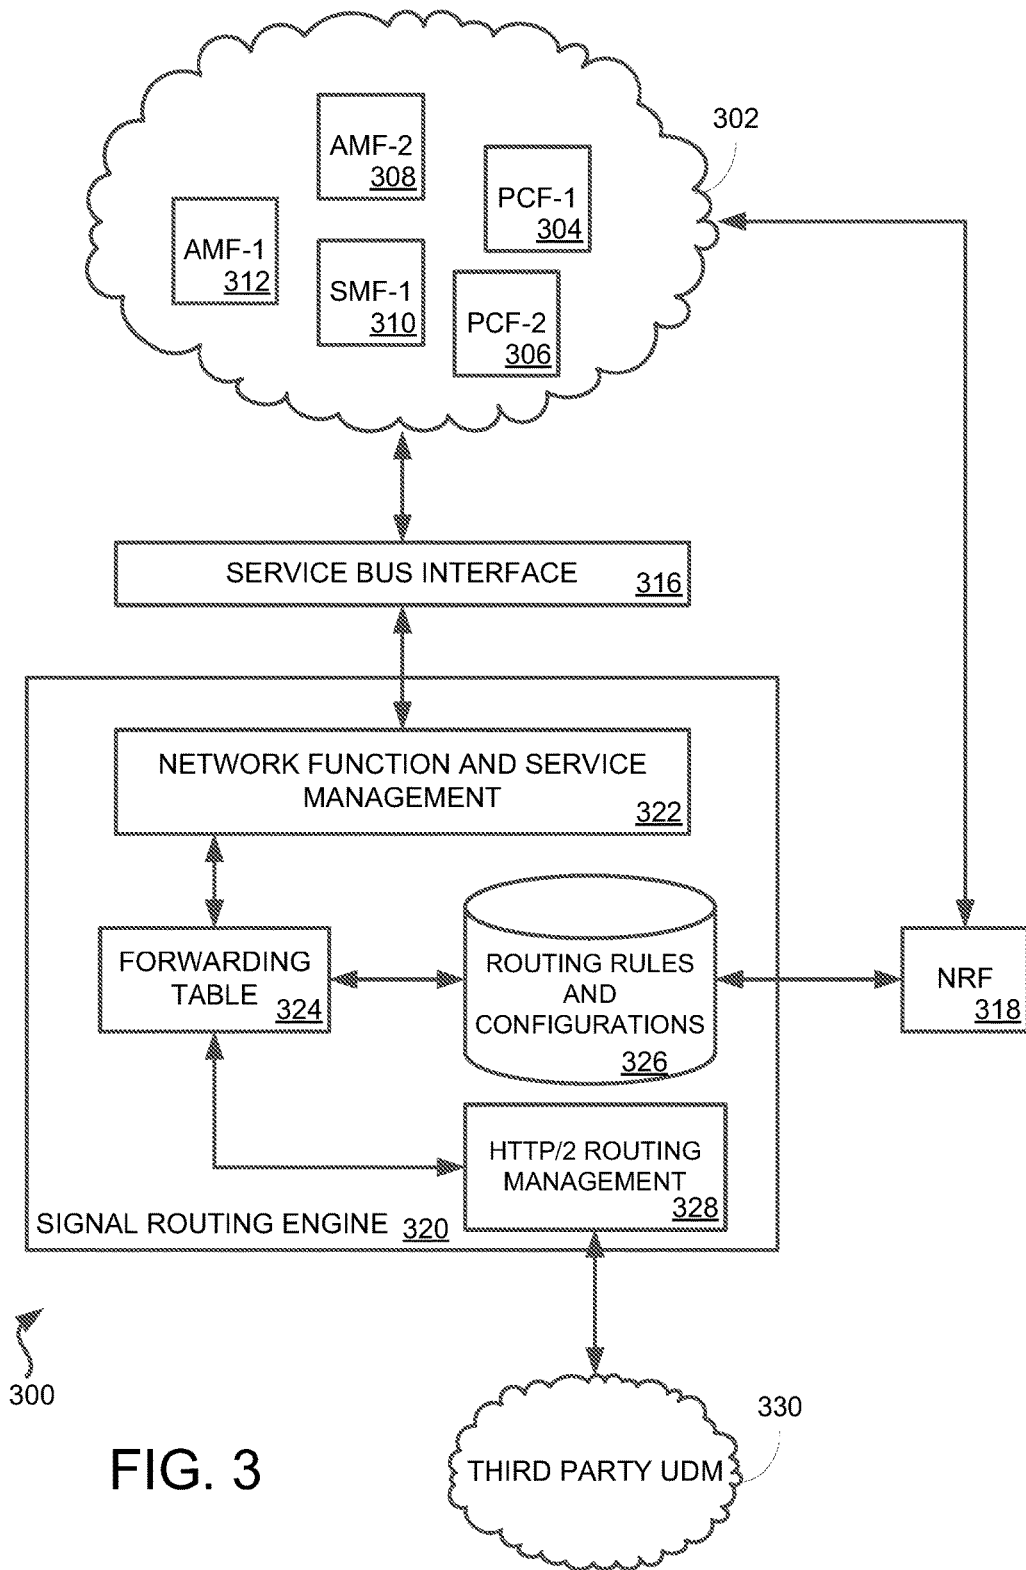 302
AMF-2
308
PCF-1
304
AMF-1
312
SMF-1
310
PCF-2
306
SERVICE BUS INTERFACE
316
NETWORK FUNCTION AND SERVICE
MANAGEMENT
322
FORWARDING
TABLE
324
ROUTING RULES
AND
CONFIGURATIONS
326
NRF
318
HTTP/2 ROUTING
MANAGEMENT
328
SIGNAL ROUTING ENGINE 320
300
330
THIRD PARTY UDM
FIG. 3